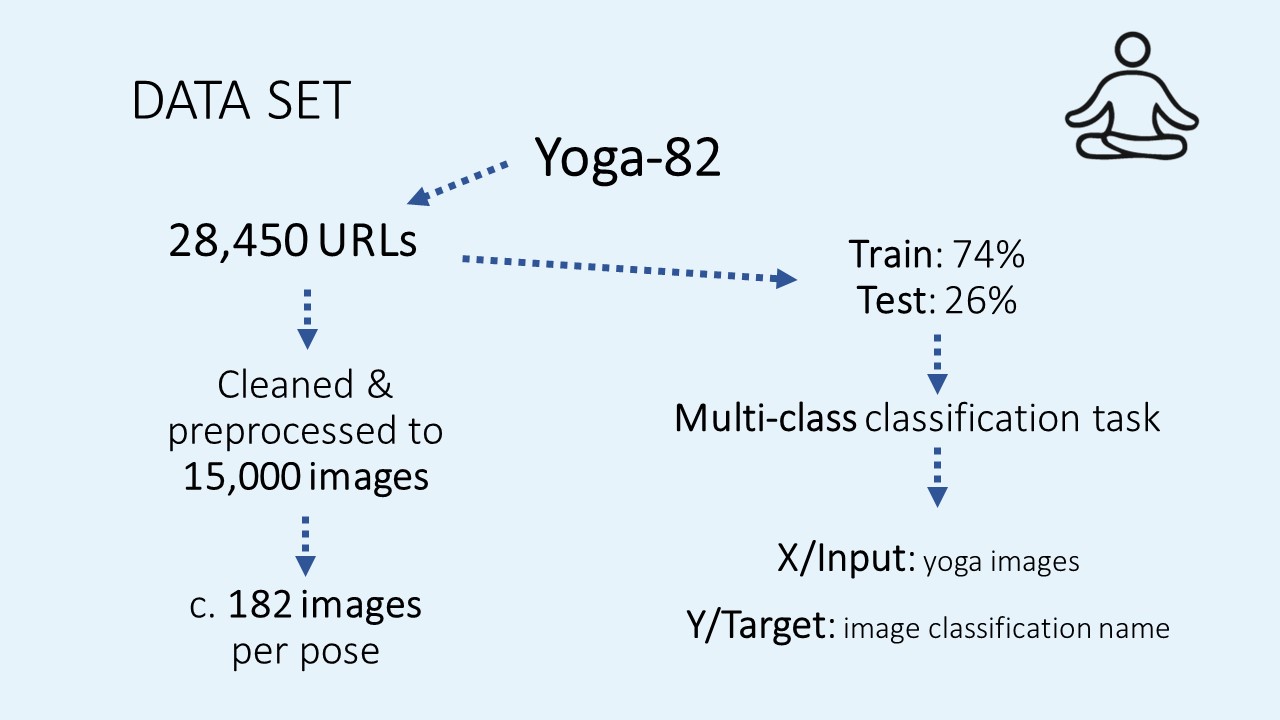 DATA SET
Yoga-82
28,450 URLs
Cleaned &
preprocessed to
15,000 images
c. 182 images
per pose
Train: 74%
Test: 26%
Multi-class classification task
X/Input: yoga images
Y/Target: image classification name